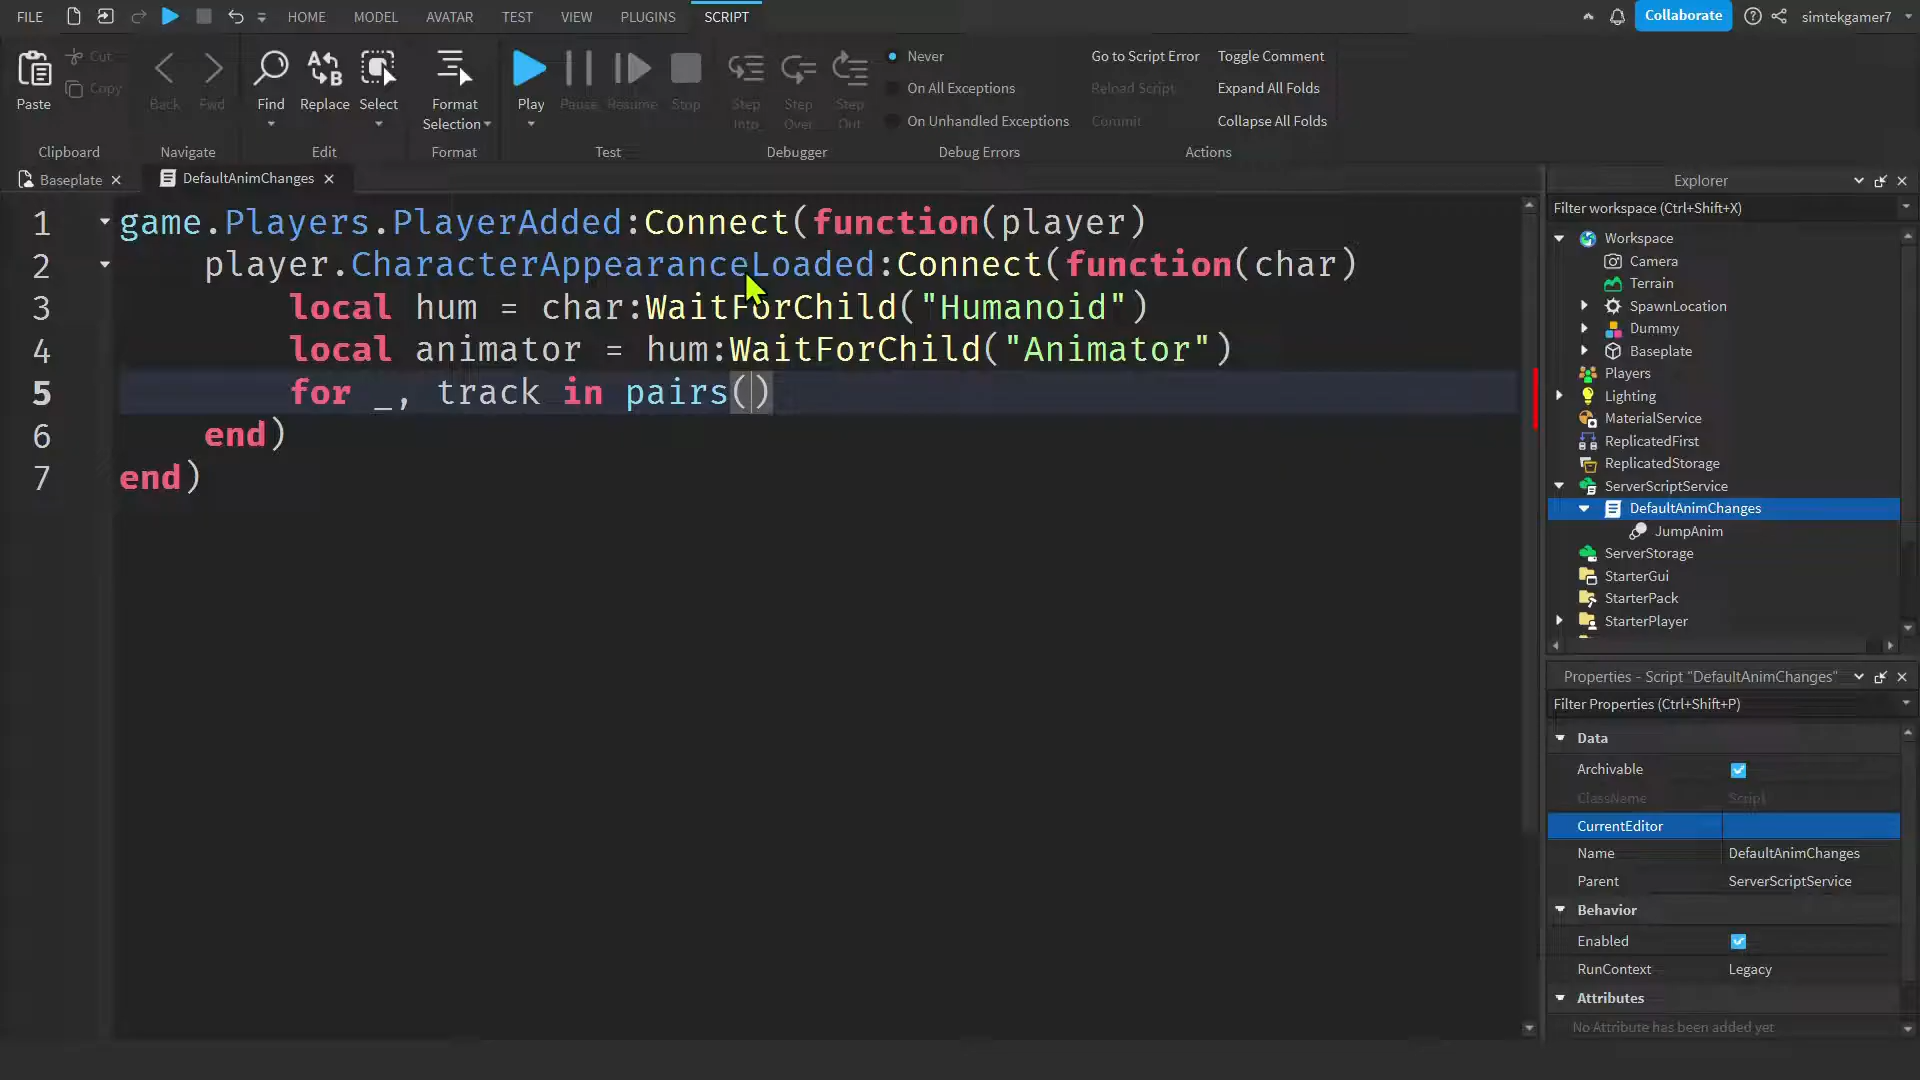 FILE HOME MODEL AVATAR TEST VIEW PLUGINS SCRIPT Collaborate simtekgamer7
Paste Cut Copy
Back Fwd
Find Replace Select
Format Selection
Play Pause Resume Stop
Step Into Step Over Step Out
Never
On All Exceptions
On Unhandled Exceptions
Go to Script Error
Reload Script
Commit
Toggle Comment
Expand All Folds
Collapse All Folds
Clipboard Navigate Edit Format Test Debugger Debug Errors Actions
Baseplate DefaultAnimChanges
1 game.Players.PlayerAdded:Connect(function(player)
2 player.CharacterAppearanceLoaded:Connect(function(char)
3 local hum = char:WaitForChild("Humanoid")
4 local animator = hum:WaitForChild("Animator")
5 for _, track in pairs()
6 end)
7 end)
Explorer
Filter workspace (Ctrl+Shift+X)
Workspace
Camera
Terrain
SpawnLocation
Dummy
Baseplate
Players
Lighting
MaterialService
ReplicatedFirst
ReplicatedStorage
ServerScriptService
DefaultAnimChanges
JumpAnim
ServerStorage
StarterGui
StarterPack
StarterPlayer
Properties - Script "DefaultAnimChanges"
Filter Properties (Ctrl+Shift+P)
Data
Archivable
ClassName Script
CurrentEditor
Name DefaultAnimChanges
Parent ServerScriptService
Behavior
Enabled
RunContext Legacy
Attributes
No Attribute has been added yet